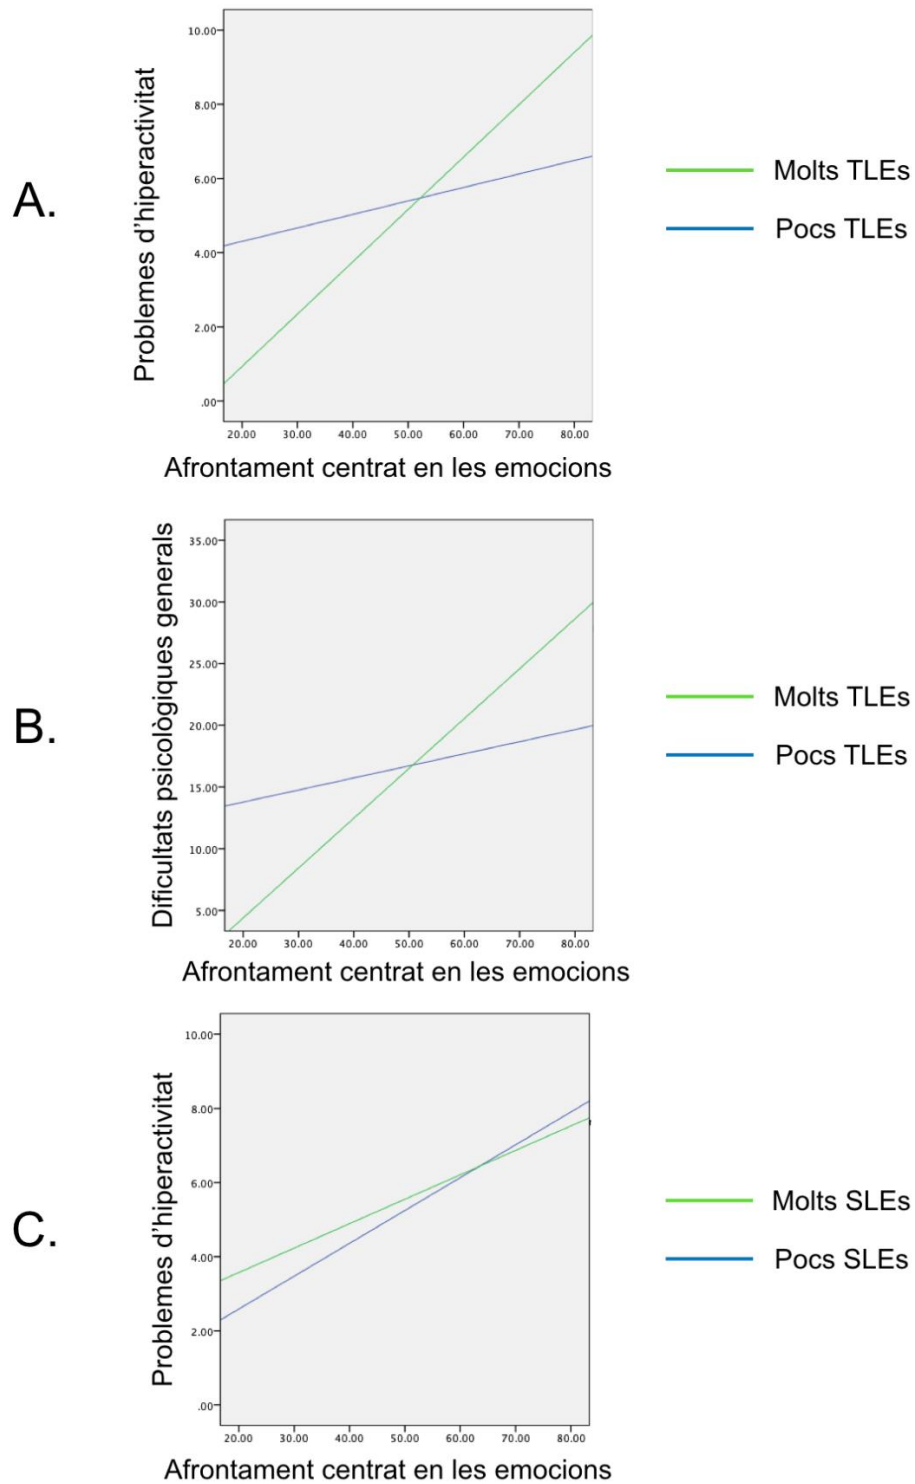 A.
Problemes d'hiperactivitat
10.00
8.00
6.00
4.00
2.00
.00
20.00 30.00 40.00 50.00 60.00 70.00 80.00
Afrontament centrat en les emocions
Molts TLEs
Pocs TLEs
B.
Dificultats psicològiques generals
35.00
30.00
25.00
20.00
15.00
10.00
5.00
20.00 30.00 40.00 50.00 60.00 70.00 80.00
Afrontament centrat en les emocions
Molts TLEs
Pocs TLEs
C.
Problemes d'hiperactivitat
10.00
8.00
6.00
4.00
2.00
.00
20.00 30.00 40.00 50.00 60.00 70.00 80.00
Afrontament centrat en les emocions
Molts SLEs
Pocs SLEs